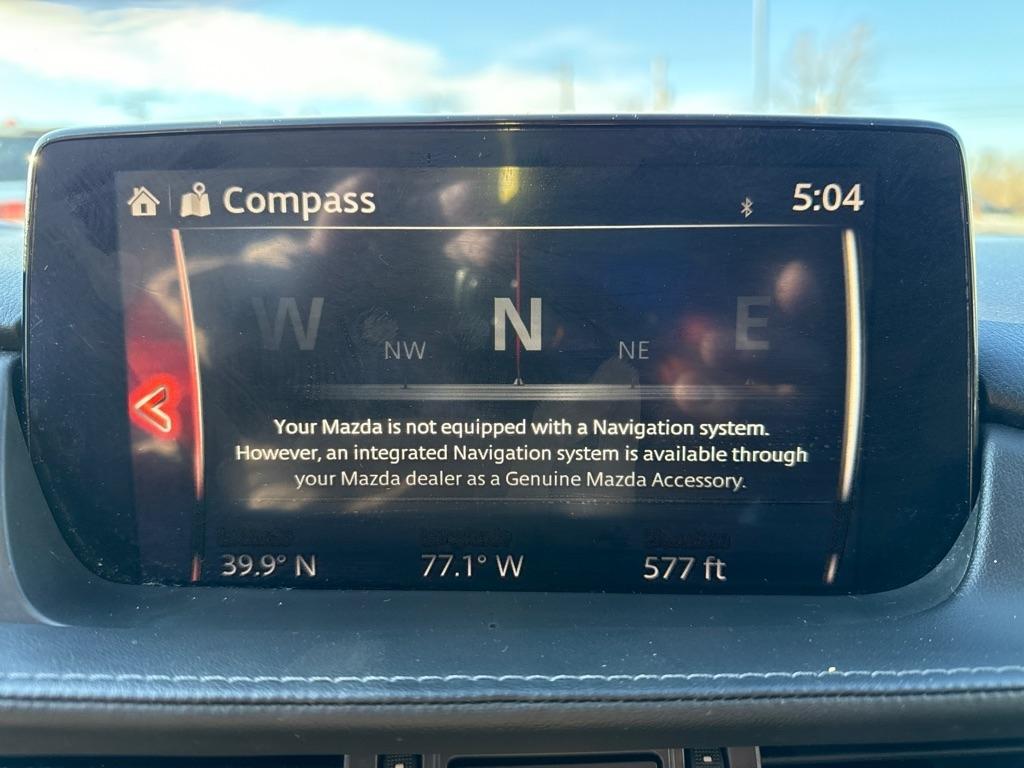 Compass
5:04
W N E
NW NE
Your Mazda is not equipped with a Navigation system.
However, an integrated Navigation system is available through
your Mazda dealer as a Genuine Mazda Accessory.
39.9° N 77.1° W 577 ft